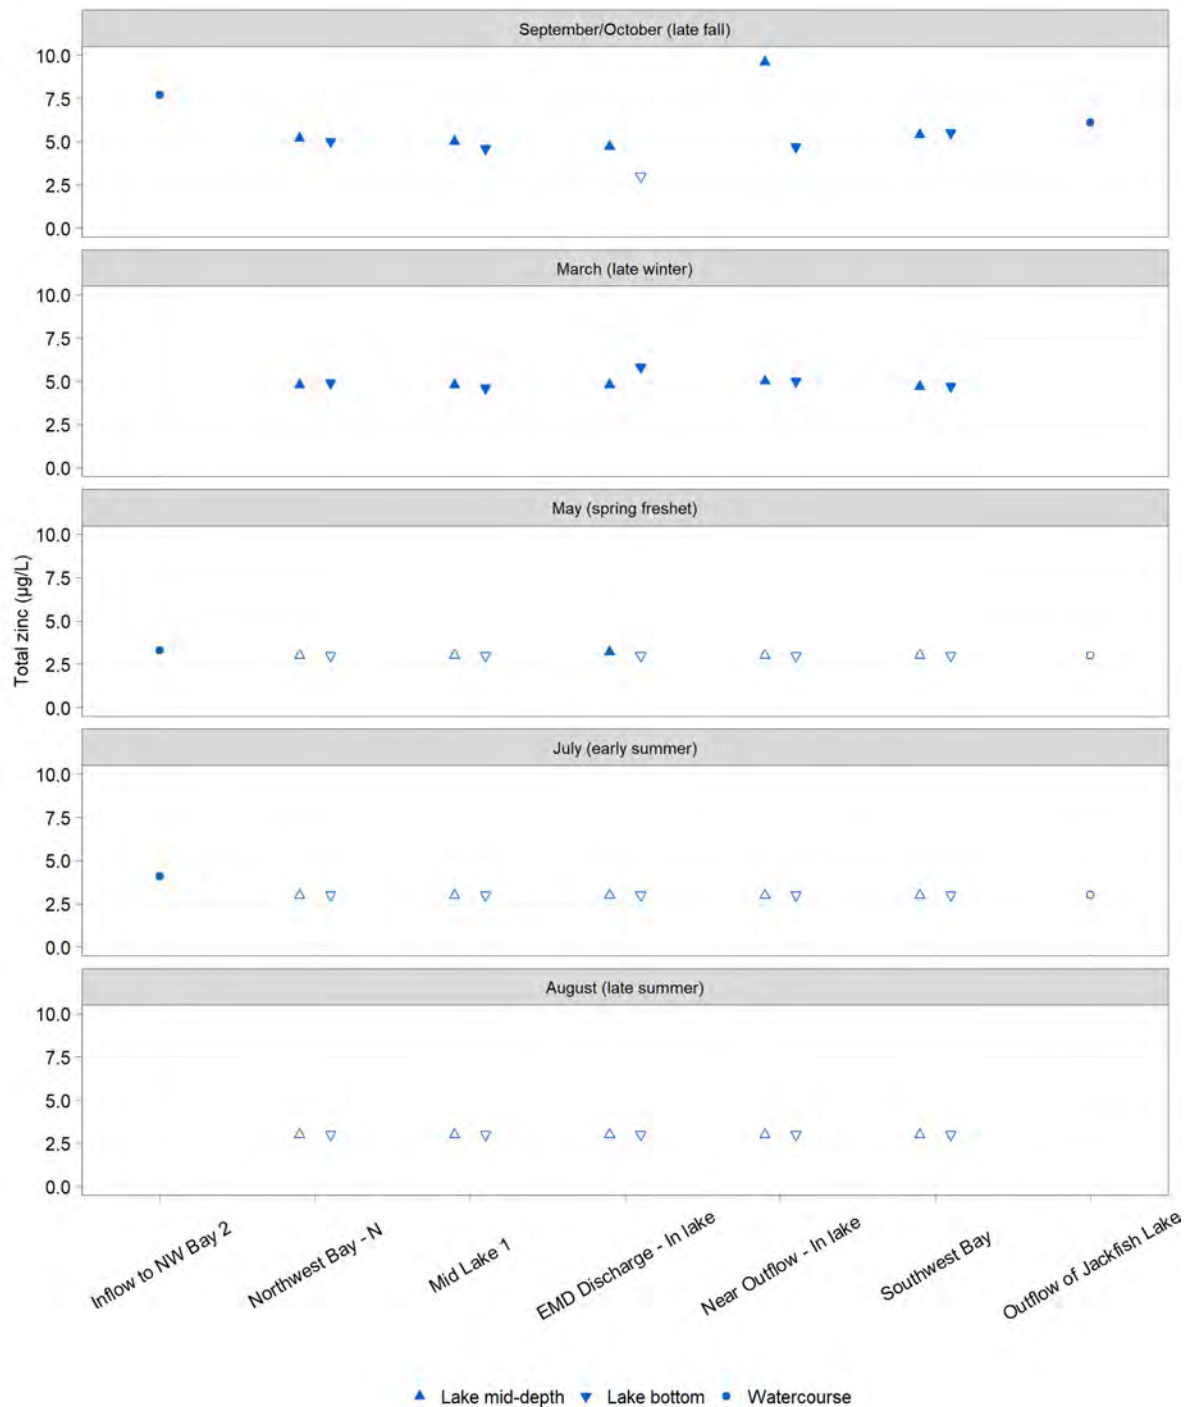 September/October (late fall)
10.0
7.5
5.0
2.5
0.0
March (late winter)
10.0
7.5
5.0
2.5
0.0
May (spring freshet)
10.0
7.5
5.0
2.5
0.0
Total zinc (µg/L)
July (early summer)
10.0
7.5
5.0
2.5
0.0
August (late summer)
10.0
7.5
5.0
2.5
0.0
Inflow to NW Bay 2
Northwest Bay - N
Mid Lake 1
EMD Discharge - In lake
Near Outflow - In lake
Southwest Bay
Outflow of Jackfish Lake
Lake mid-depth Lake bottom Watercourse